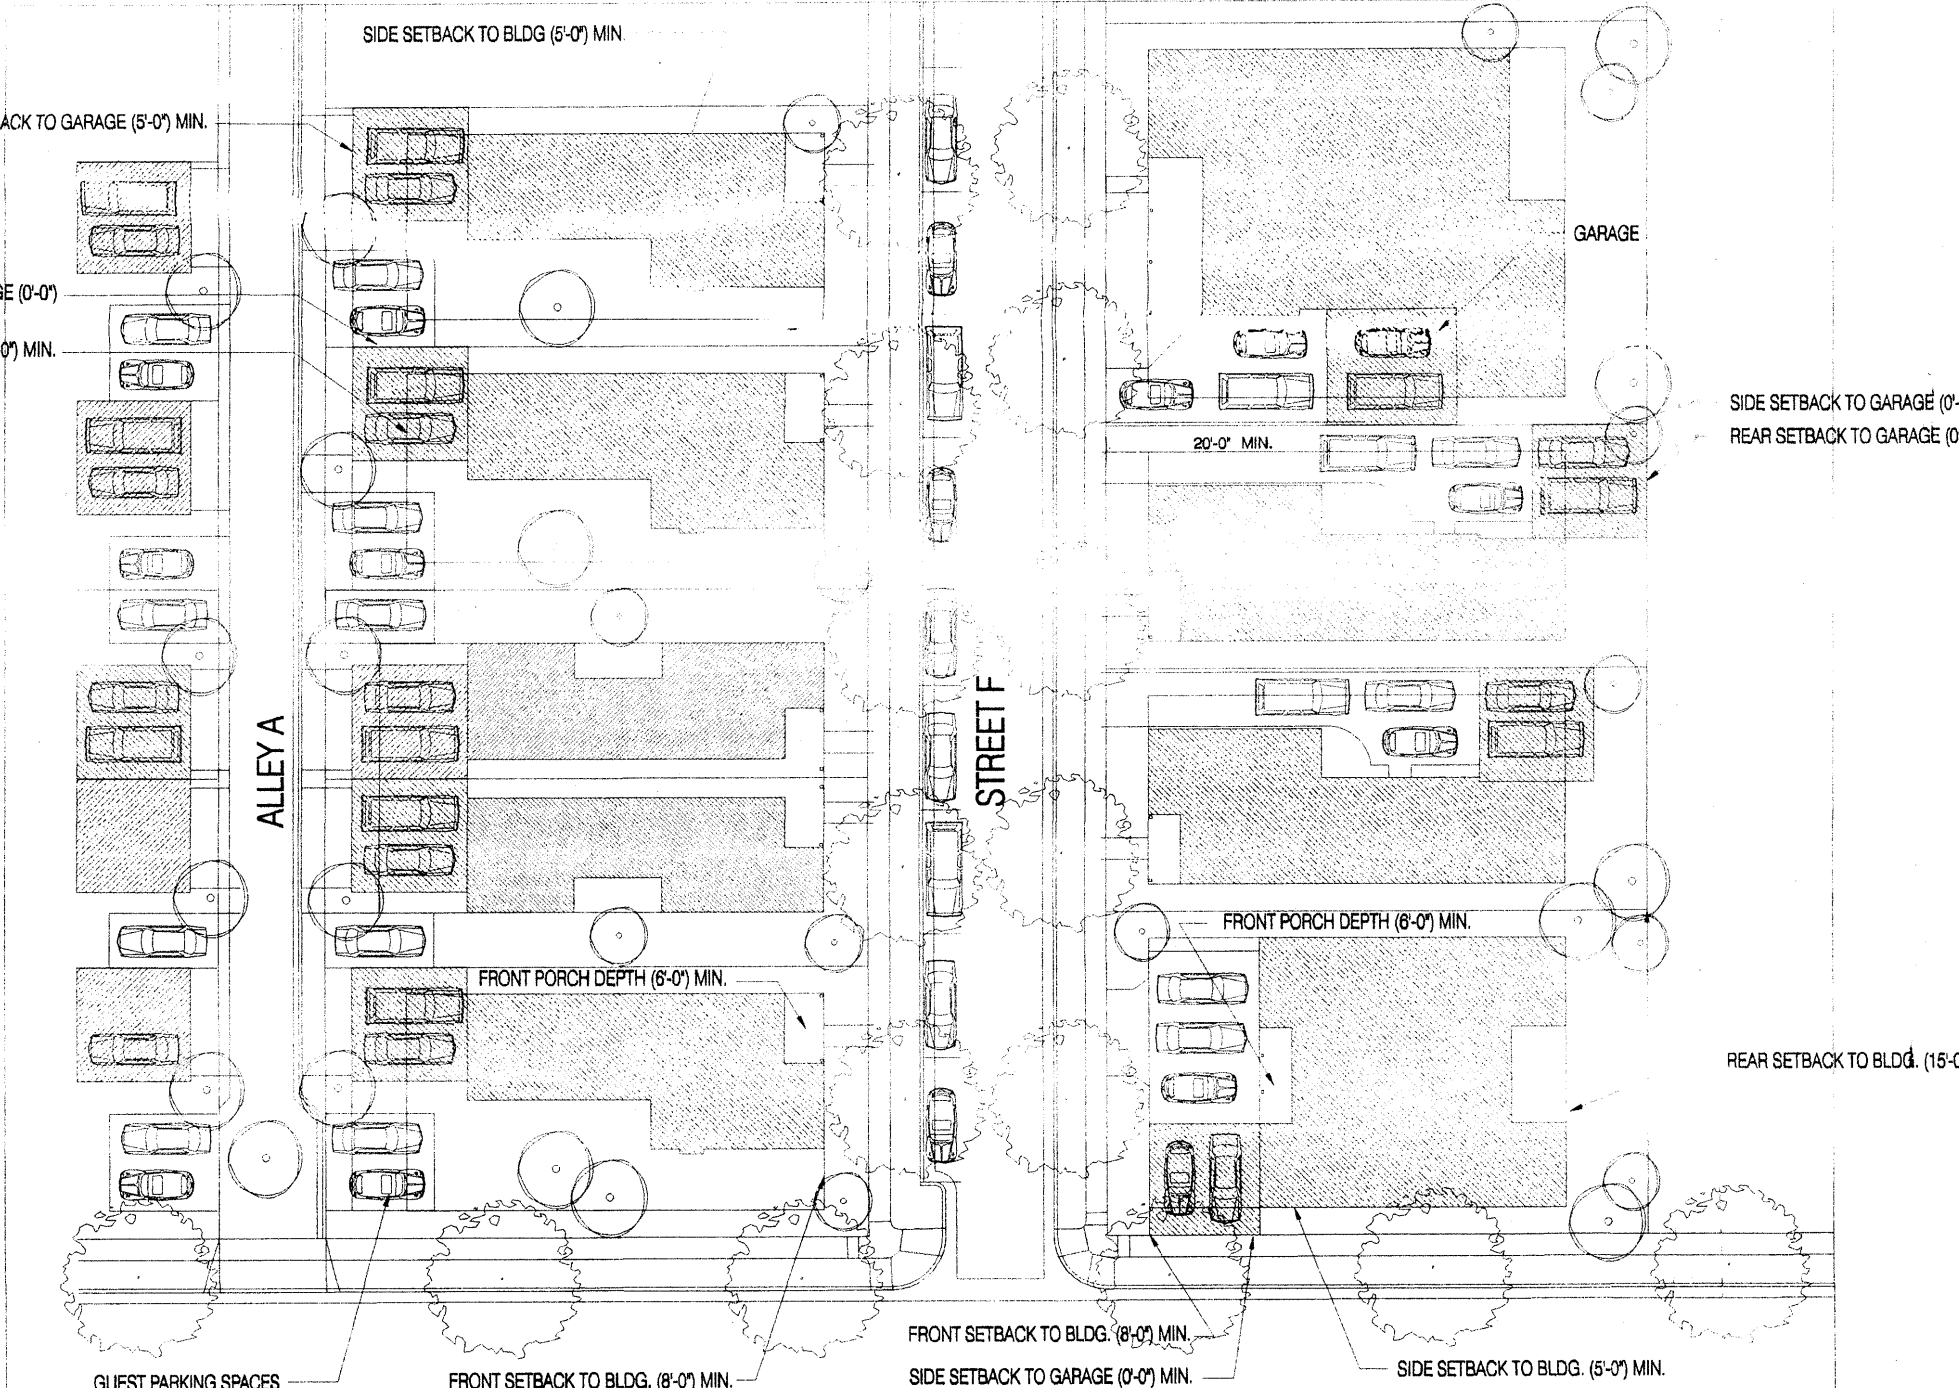 SIDE SETBACK TO BLDG (5'-0") MIN.
ACK TO GARAGE (5'-0") MIN.
GARAGE
GE (0'-0")
0") MIN.
SIDE SETBACK TO GARAGE (0'-
REAR SETBACK TO GARAGE (0
20'-0" MIN.
ALLEY A
STREET F
FRONT PORCH DEPTH (6'-0") MIN.
FRONT PORCH DEPTH (6'-0") MIN.
REAR SETBACK TO BLDG. (15'-0
FRONT SETBACK TO BLDG. (8'-0") MIN.
SIDE SETBACK TO GARAGE (0'-0") MIN.
SIDE SETBACK TO BLDG. (5'-0") MIN.
GUEST PARKING SPACES
FRONT SETBACK TO BLDG. (8'-0") MIN.